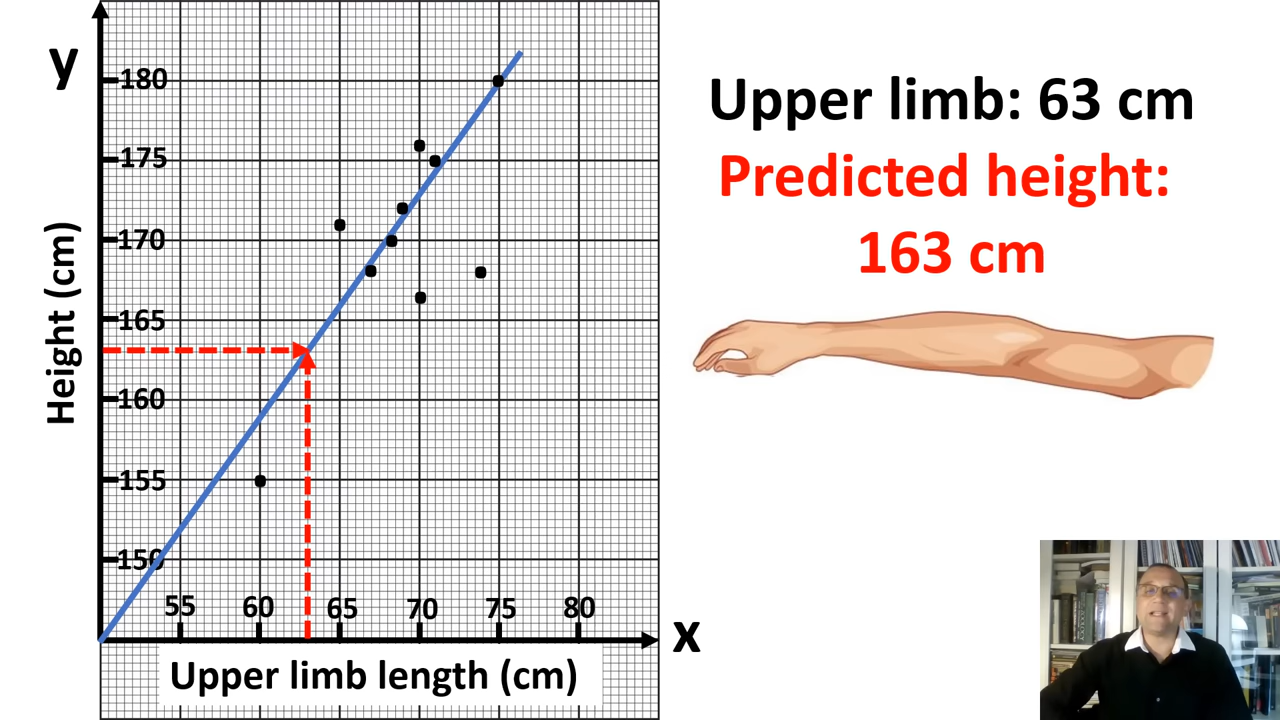 y
180
175
170
165
160
155
150
Height (cm)
55 60 65 70 75 80
x
Upper limb length (cm)
Upper limb: 63 cm
Predicted height:
163 cm